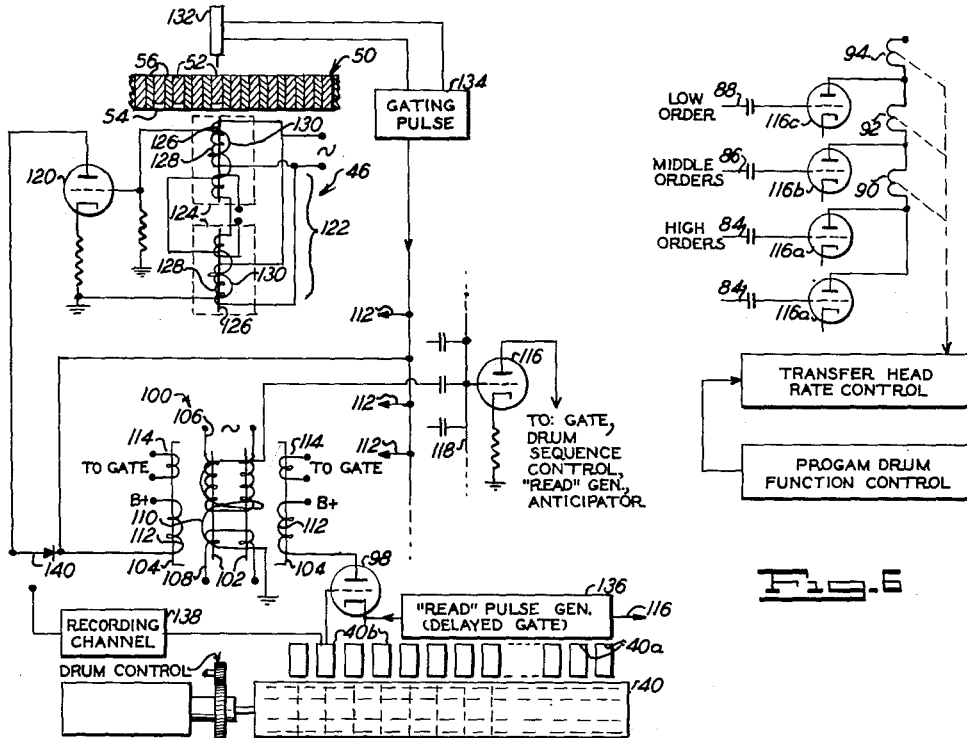 132
56
52
50
54
134
GATING
PULSE
126
130
128
120
46
124
122
128
130
126
112
116
112
100
106
118
112
114
114
TO GATE
TO GATE
B+
B+
110
112
112
104
108
102
104
140
TO: GATE,
DRUM
SEQUENCE
CONTROL,
"READ" GEN.,
ANTICIPATOR.
98
136
"READ" PULSE GEN.
(DELAYED GATE)
116
138
RECORDING
CHANNEL
40b
40a
DRUM CONTROL
40
94
LOW
ORDER
88
116c
92
MIDDLE
ORDERS
86
116b
90
HIGH
ORDERS
84
116a
84
116a
TRANSFER HEAD
RATE CONTROL
PROGAM DRUM
FUNCTION CONTROL
Fig. 6